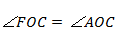 ∠FOC = ∠AOC